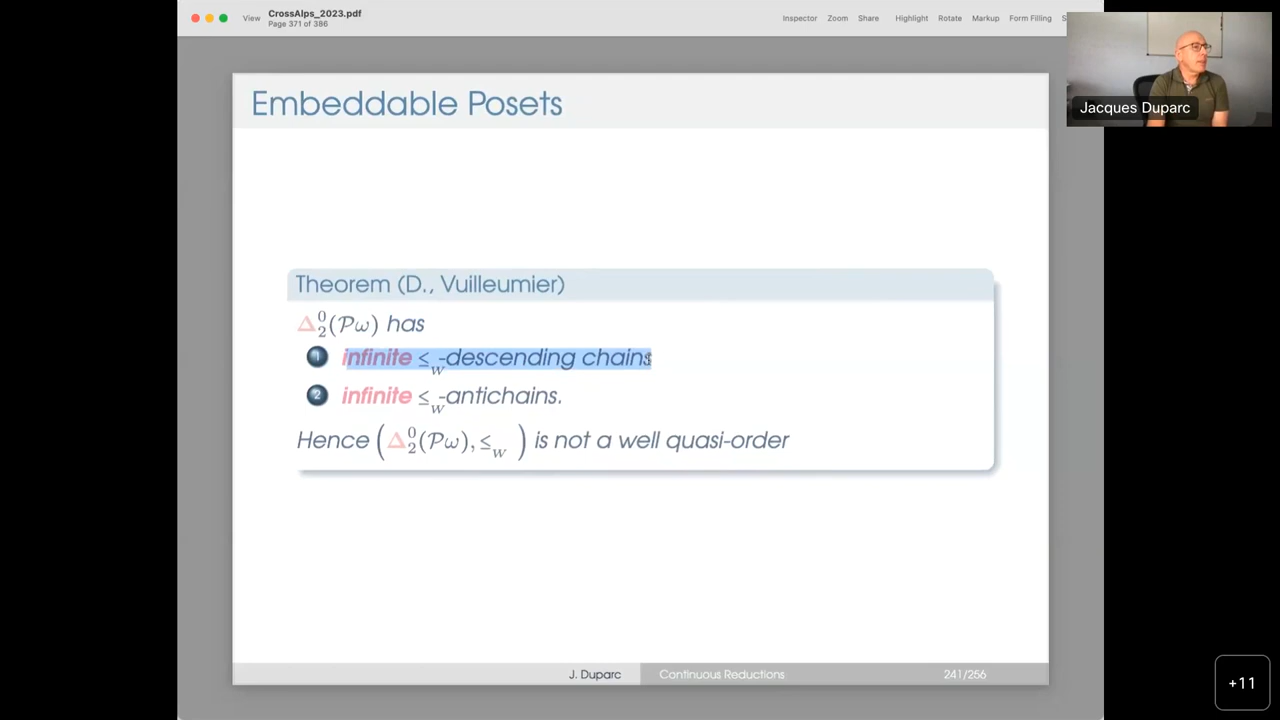 View CrossAlps_2023.pdf Inspector Zoom Share Highlight Rotate Markup Form Filling
Page 371 of 386
Jacques Duparc
Embeddable Posets
Theorem (D., Vuilleumier)
Δ⁰₂(𝒫ω) has
1 infinite ≤_W-descending chains
2 infinite ≤_W-antichains.
Hence (Δ⁰₂(𝒫ω), ≤_W) is not a well quasi-order
J. Duparc Continuous Reductions 241/256
+11